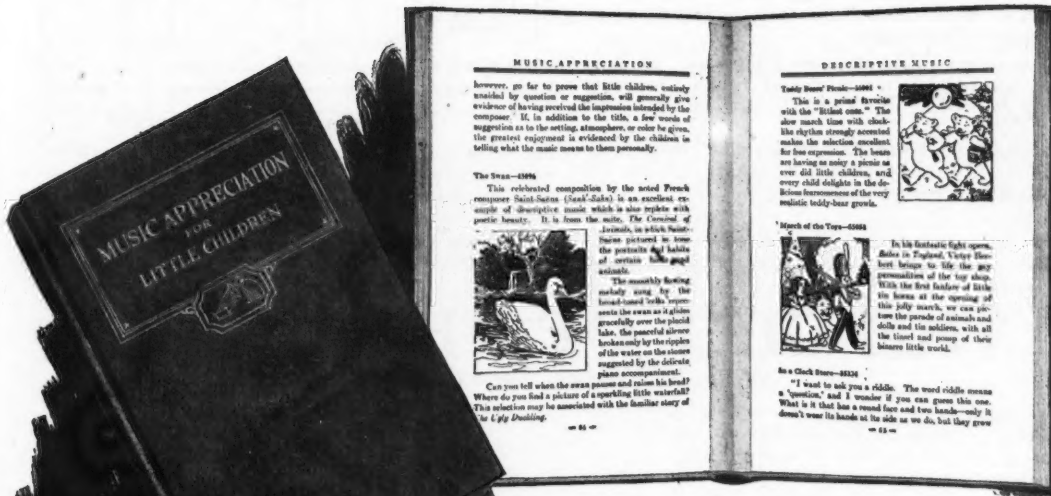 MUSIC APPRECIATION
FOR
LITTLE CHILDREN
MUSIC APPRECIATION
however, go far to prove that little children, entirely
unaided by question or suggestion, will generally give
evidence of having received the impression intended by the
composer. If, in addition to the title, a few words of
suggestion as to the setting, atmosphere, or color be given,
the greatest enjoyment is evidenced by the children in
telling what the music means to them personally.
The Swan—45096
This celebrated composition by the noted French
composer Saint-Saëns (Sanh'-Sahn) is an excellent ex-
ample of descriptive music which is also replete with
poetic beauty. It is from the suite, The Carnival of
Animals, in which Saint-
Saëns pictured in tone
the portraits and habits
of certain birds and
animals.
The smoothly flowing
melody sung by the
broad-toned 'cello repre-
sents the swan as it glides
gracefully over the placid
lake, the peaceful silence
broken only by the ripples
of the water on the stones
suggested by the delicate
piano accompaniment.
Can you tell when the swan pauses and raises his head?
Where do you find a picture of a sparkling little waterfall?
This selection may be associated with the familiar story of
The Ugly Duckling.
DESCRIPTIVE MUSIC
Teddy Bears' Picnic
This is a prime favorite
with the "littlest ones." The
slow march time with clock-
like rhythm strongly accented
makes the selection excellent
for free expression. The bears
are having as noisy a picnic as
ever did little children, and
every child delights in the de-
licious fearsomeness of the very
realistic teddy-bear growls.
March of the Toys
In his fantastic light opera,
Babes in Toyland, Victor Her-
bert brings to life the gay
personalities of the toy shop.
With the first fanfare of little
tin horns at the opening of
this jolly march, we can pic-
ture the parade of animals and
dolls and tin soldiers, with all
the tinsel and pomp of their
bizarre little world.
In a Clock Store
"I want to ask you a riddle. The word riddle means
a 'question,' and I wonder if you can guess this one.
What is it that has a round face and two hands—only it
doesn't wear its hands at its side as we do, but they grow